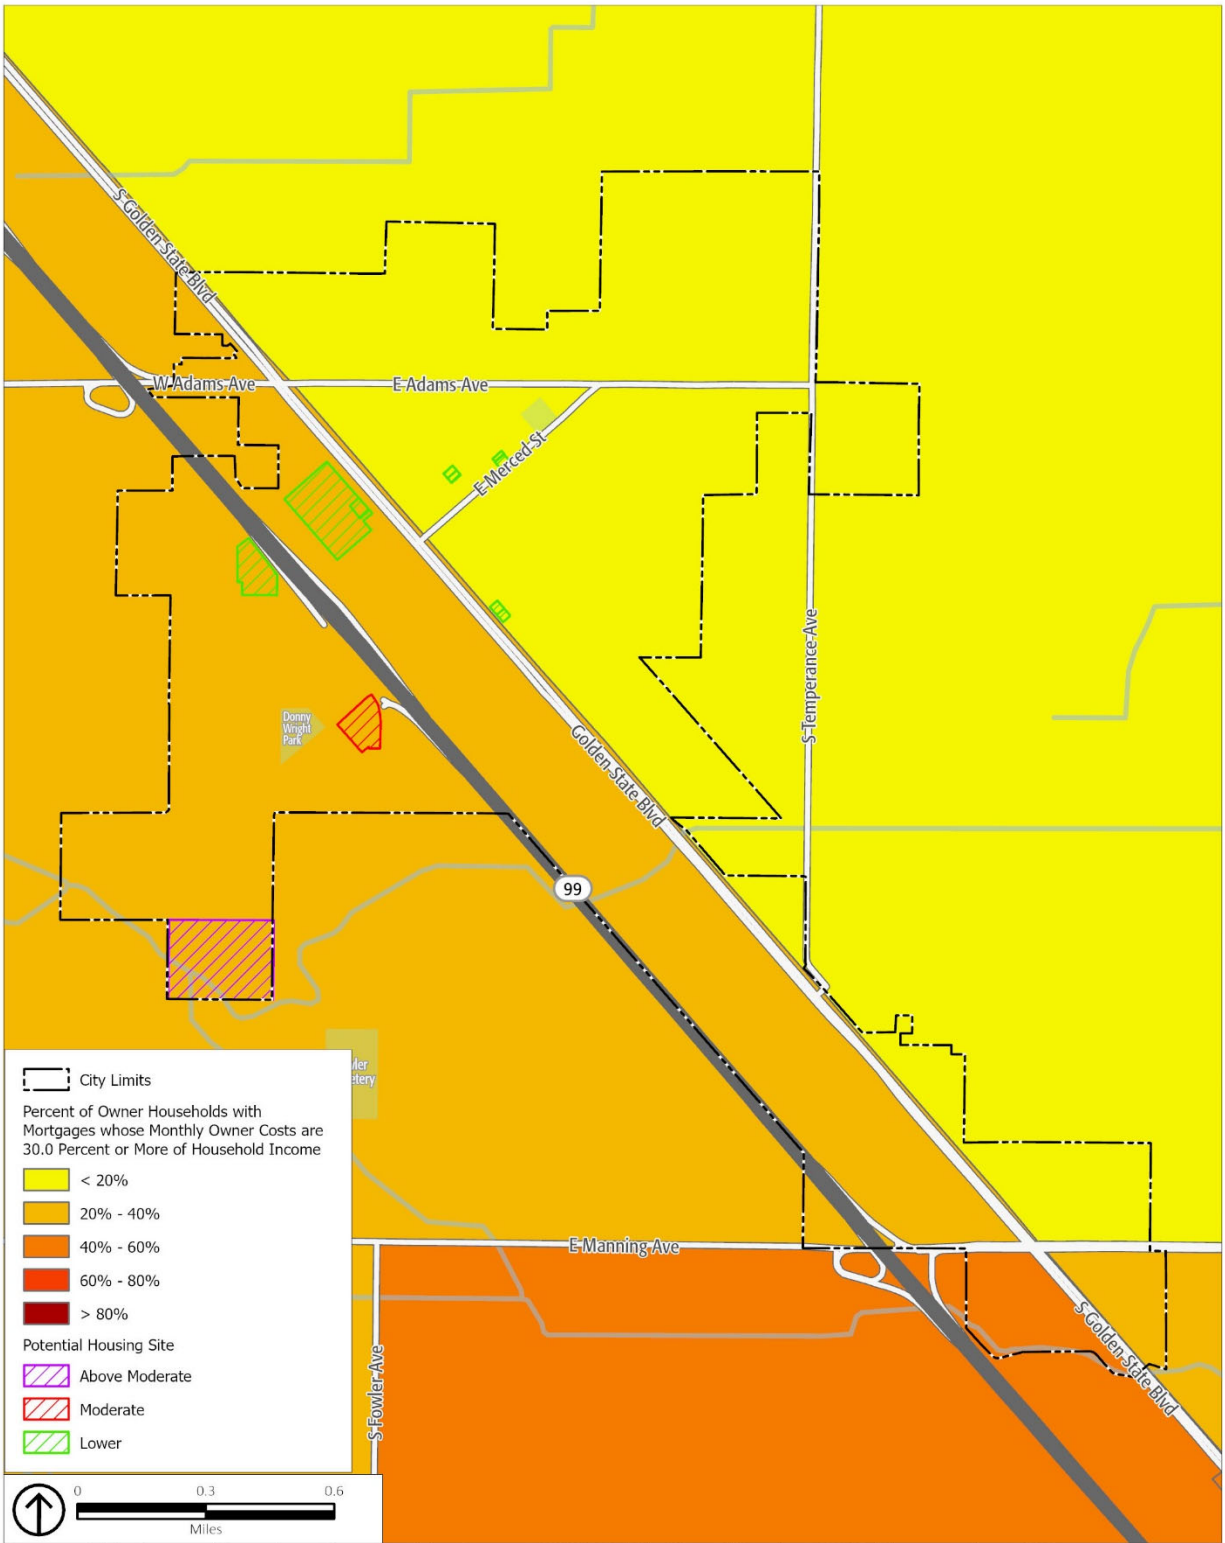 S Golden State Blvd
W Adams Ave
E Adams Ave
E Merced St
S Temperance Ave
Donny
Wright
Park
Golden State Blvd
99
wler
etery
E Manning Ave
S Golden State Blvd
S Fowler Ave
City Limits
Percent of Owner Households with
Mortgages whose Monthly Owner Costs are
30.0 Percent or More of Household Income
< 20%
20% - 40%
40% - 60%
60% - 80%
> 80%
Potential Housing Site
Above Moderate
Moderate
Lower
0 0.3 0.6
Miles